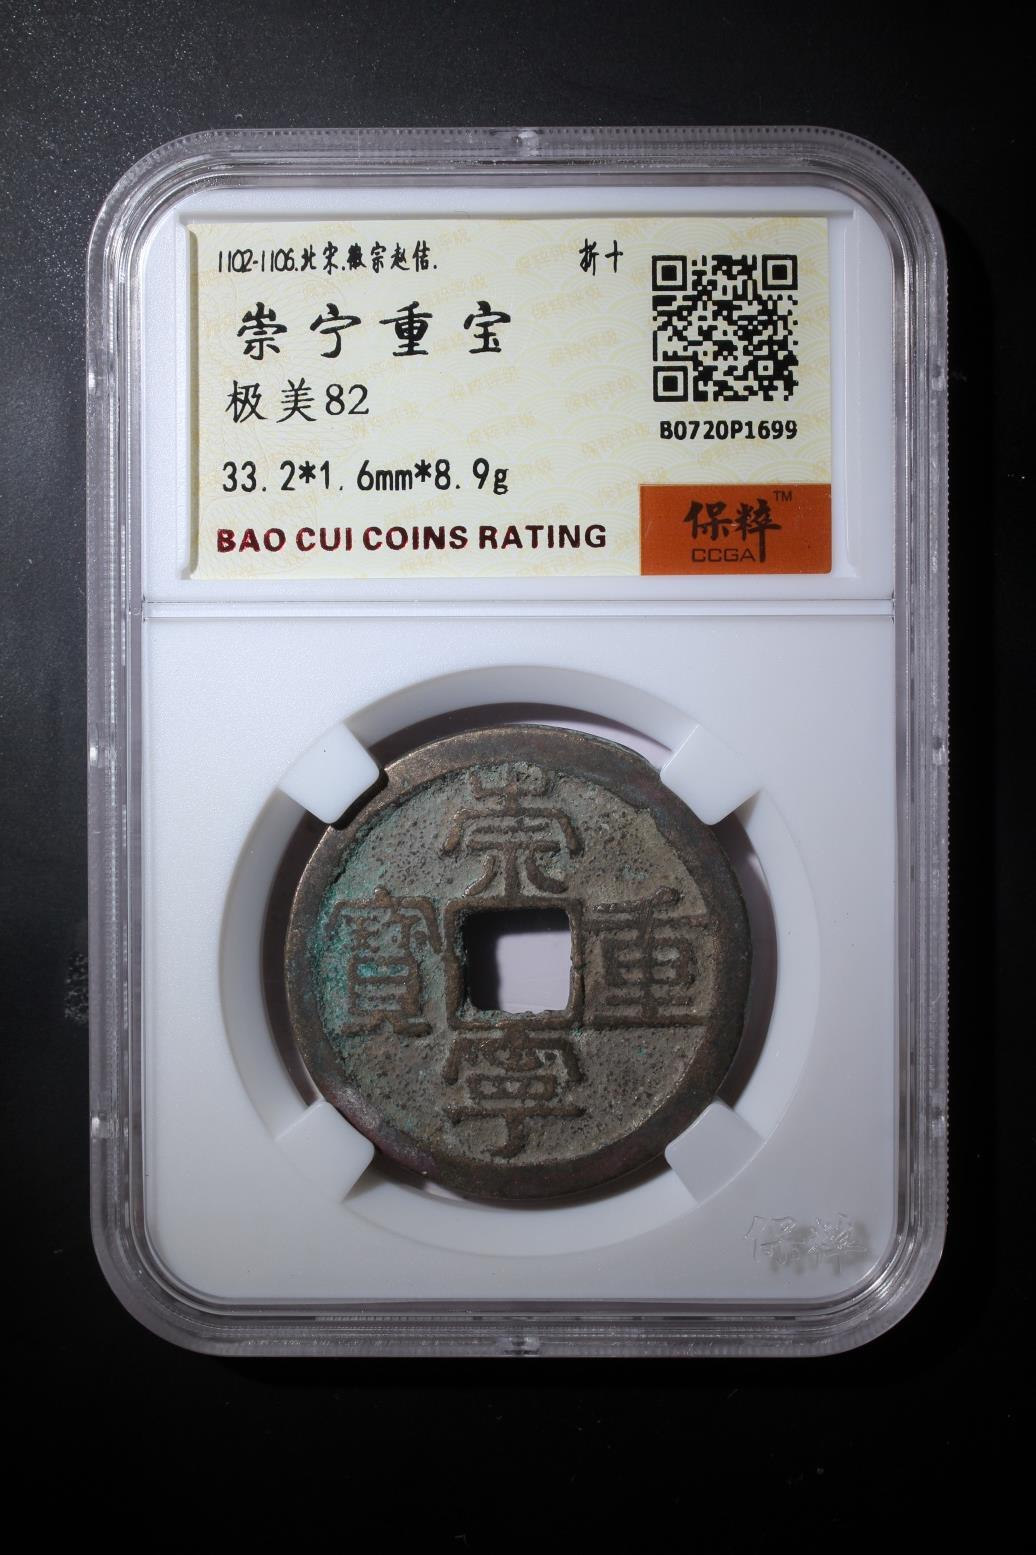 1102-1106.北宋.徽宗赵佶.
折十
崇宁重宝
极美82
B0720P1699
33.2*1.6mm*8.9g
保粹™
CCGA
BAO CUI COINS RATING
崇
寶 重
寧
保粹